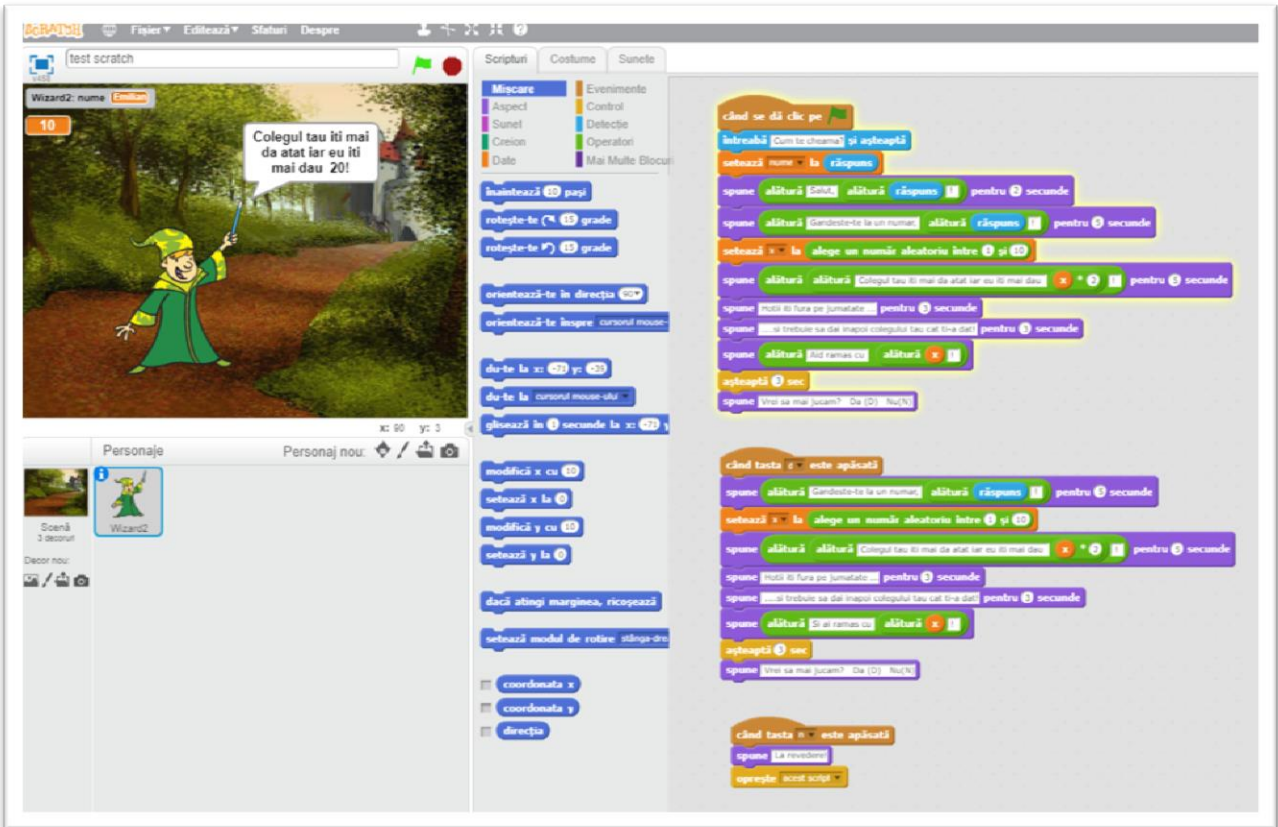 SCRATCH Fișier▼ Editează▼ Sfaturi Despre
test scratch
v458
Wizard2: nume Emilian
10
Colegul tau iti mai
da atat iar eu iti
mai dau 20!
x: 90 y: 3
Personaje
Personaj nou:
Scenă
3 decoruri
Decor nou:
Wizard2
Scripturi Costume Sunete
Mișcare Evenimente
Aspect Control
Sunet Detecție
Creion Operatori
Date Mai Multe Blocuri
înaintează 10 pași
rotește-te 15 grade
rotește-te 15 grade
orientează-te în direcția 90▼
orientează-te înspre cursorul mouse-
du-te la x: -71 y: -39
du-te la cursorul mouse-ului
glisează în 1 secunde la x: -71 y
modifică x cu 10
setează x la 0
modifică y cu 10
setează y la 0
dacă atingi marginea, ricoșează
setează modul de rotire stânga-drea
coordonata x
coordonata y
direcția
când se dă clic pe
întreabă Cum te cheama? și așteaptă
setează nume la răspuns
spune alătură Salut, alătură răspuns ! pentru 2 secunde
spune alătură Gandeste-te la un numar, alătură răspuns ! pentru 5 secunde
setează x la alege un număr aleatoriu între 1 și 10
spune alătură alătură Colegul tau iti mai da atat iar eu iti mai dau x * 2 ! pentru 5 secunde
spune Hotii iti fura pe jumatate ... pentru 3 secunde
spune ....si trebuie sa dai inapoi colegului tau cat ti-a dat! pentru 3 secunde
spune alătură Aid ramas cu alătură x !
așteaptă 3 sec
spune Vrei sa mai jucam? Da (D) Nu(N)
când tasta este apăsată
spune alătură Gandeste-te la un numar, alătură răspuns ! pentru 5 secunde
setează x la alege un număr aleatoriu între 1 și 10
spune alătură alătură Colegul tau iti mai da atat iar eu iti mai dau x * 2 ! pentru 5 secunde
spune Hotii iti fura pe jumatate ... pentru 3 secunde
spune ....si trebuie sa dai inapoi colegului tau cat ti-a dat! pentru 3 secunde
spune alătură Si ai ramas cu alătură x !
așteaptă 3 sec
spune Vrei sa mai jucam? Da (D) Nu(N)
când tasta n este apăsată
spune La revedere!
oprește acest script